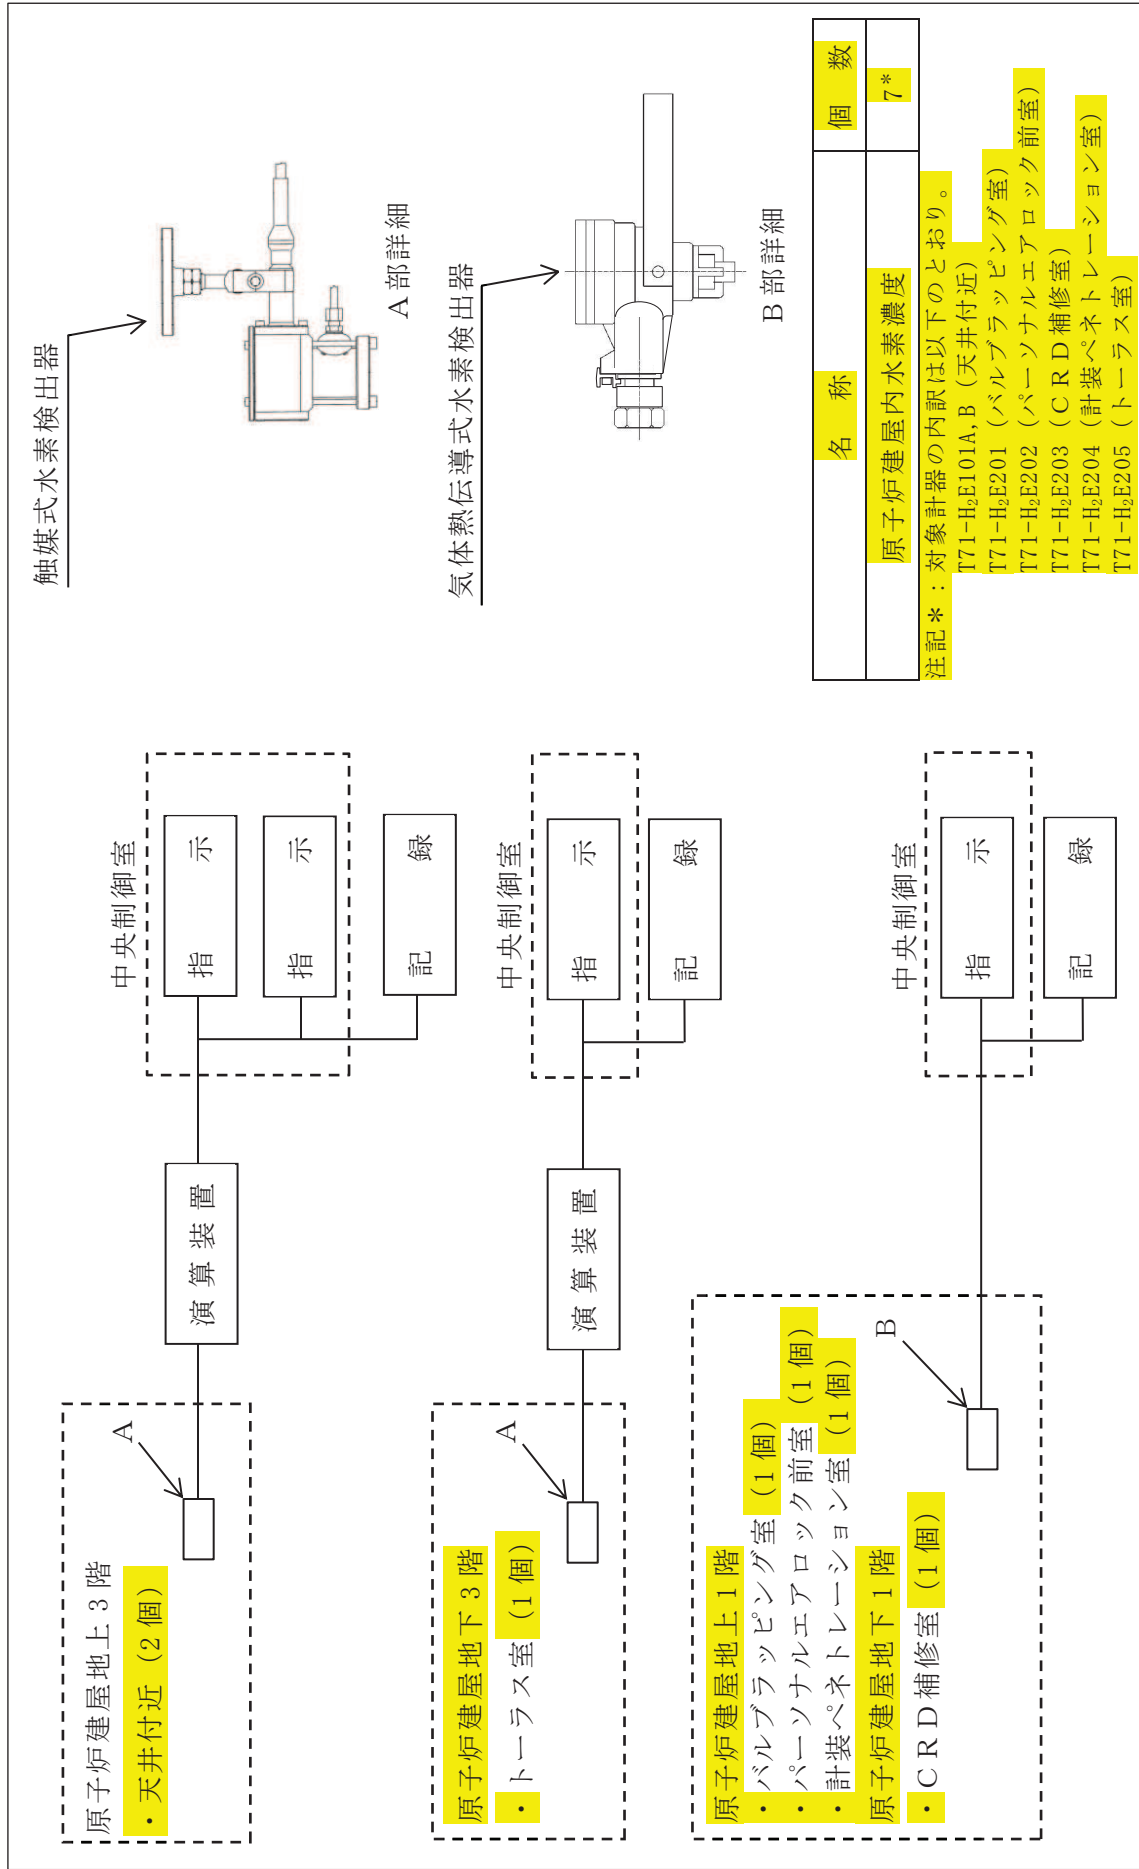 原子炉建屋地上3階
・天井付近（2個）
A
演算装置
中央制御室
指示
指示
記録
触媒式水素検出器
A部詳細
原子炉建屋地下3階
・トーラス室（1個）
A
演算装置
中央制御室
指示
記録
気体熱伝導式水素検出器
B部詳細
原子炉建屋地上1階
・バルブラッピング室（1個）
・パーソナルエアロック前室（1個）
・計装ペネトレーション室（1個）
原子炉建屋地下1階
・CRD補修室（1個）
B
中央制御室
指示
記録
名称 個数
原子炉建屋内水素濃度 7*
注記＊：対象計器の内訳は以下のとおり。
T71-H₂E101A,B（天井付近）
T71-H₂E201（バルブラッピング室）
T71-H₂E202（パーソナルエアロック前室）
T71-H₂E203（CRD補修室）
T71-H₂E204（計装ペネトレーション室）
T71-H₂E205（トーラス室）